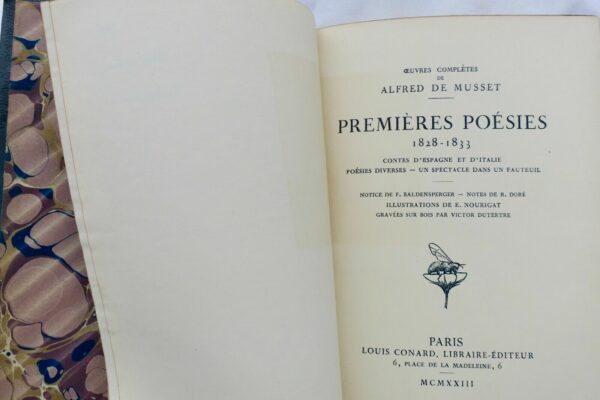 ŒUVRES COMPLÈTES
DE
ALFRED DE MUSSET
PREMIÈRES POÉSIES
1828-1833
CONTES D'ESPAGNE ET D'ITALIE
POÉSIES DIVERSES — UN SPECTACLE DANS UN FAUTEUIL
NOTICE DE F. BALDENSPERGER — NOTES DE R. DORÉ
ILLUSTRATIONS DE E. NOURIGAT
GRAVÉES SUR BOIS PAR VICTOR DUTERTRE
PARIS
LOUIS CONARD, LIBRAIRE-ÉDITEUR
6, PLACE DE LA MADELEINE, 6
MCMXXIII